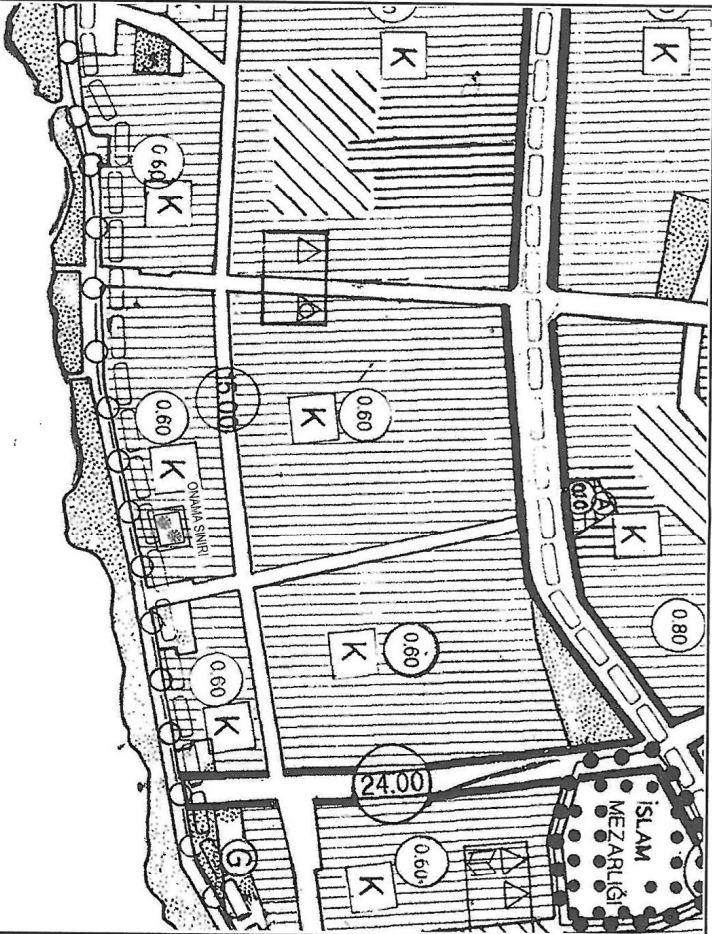 K
K
0.60
K
15.00
0.60
K
0.60
K
ONAMA SINIRI
A
K
0.80
0.60
K
0.60
K
24.00
İSLAM
MEZARLIĞI
0.60
K
G